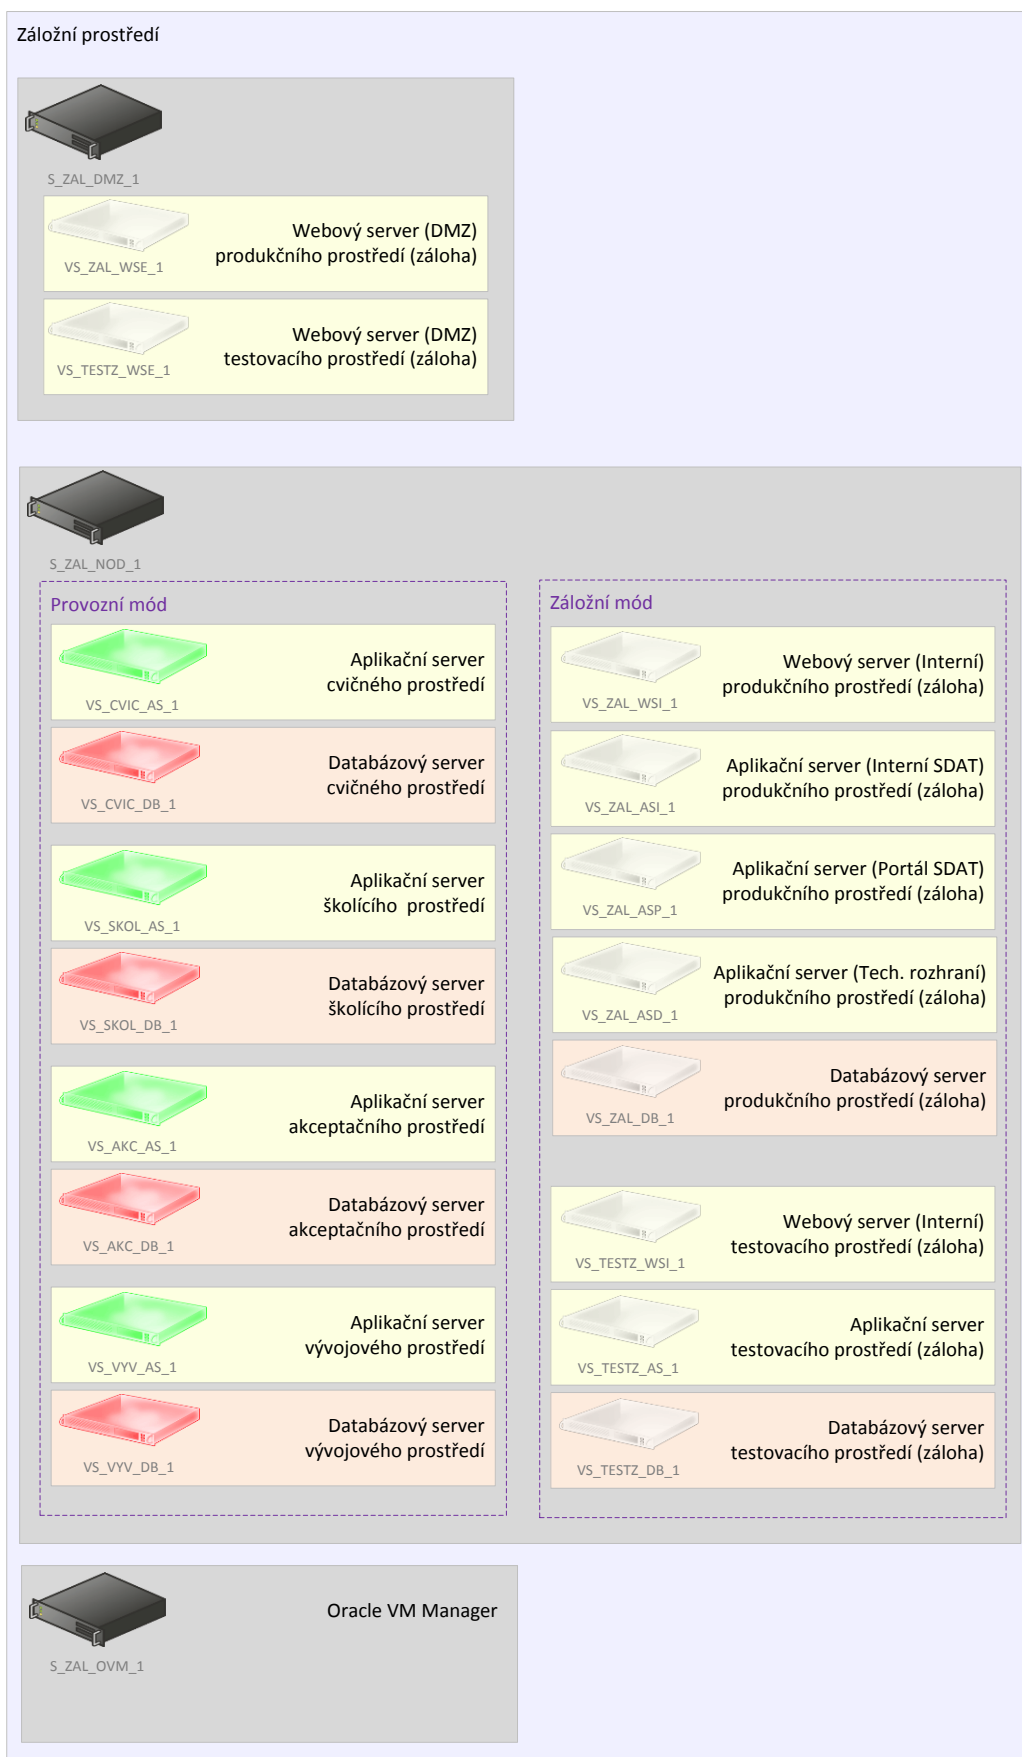 Záložní prostředí
S_ZAL_DMZ_1
Webový server (DMZ)
produkčního prostředí (záloha)
VS_ZAL_WSE_1
Webový server (DMZ)
testovacího prostředí (záloha)
VS_TESTZ_WSE_1
S_ZAL_NOD_1
Provozní mód
Aplikační server
cvičného prostředí
VS_CVIC_AS_1
Databázový server
cvičného prostředí
VS_CVIC_DB_1
Aplikační server
školícího  prostředí
VS_SKOL_AS_1
Databázový server
školícího prostředí
VS_SKOL_DB_1
Aplikační server
akceptačního prostředí
VS_AKC_AS_1
Databázový server
akceptačního prostředí
VS_AKC_DB_1
Aplikační server
vývojového prostředí
VS_VYV_AS_1
Databázový server
vývojového prostředí
VS_VYV_DB_1
Záložní mód
Webový server (Interní)
produkčního prostředí (záloha)
VS_ZAL_WSI_1
Aplikační server (Interní SDAT)
produkčního prostředí (záloha)
VS_ZAL_ASI_1
Aplikační server (Portál SDAT)
produkčního prostředí (záloha)
VS_ZAL_ASP_1
Aplikační server (Tech. rozhraní)
produkčního prostředí (záloha)
VS_ZAL_ASD_1
Databázový server
produkčního prostředí (záloha)
VS_ZAL_DB_1
Webový server (Interní)
testovacího prostředí (záloha)
VS_TESTZ_WSI_1
Aplikační server
testovacího prostředí (záloha)
VS_TESTZ_AS_1
Databázový server
testovacího prostředí (záloha)
VS_TESTZ_DB_1
Oracle VM Manager
S_ZAL_OVM_1